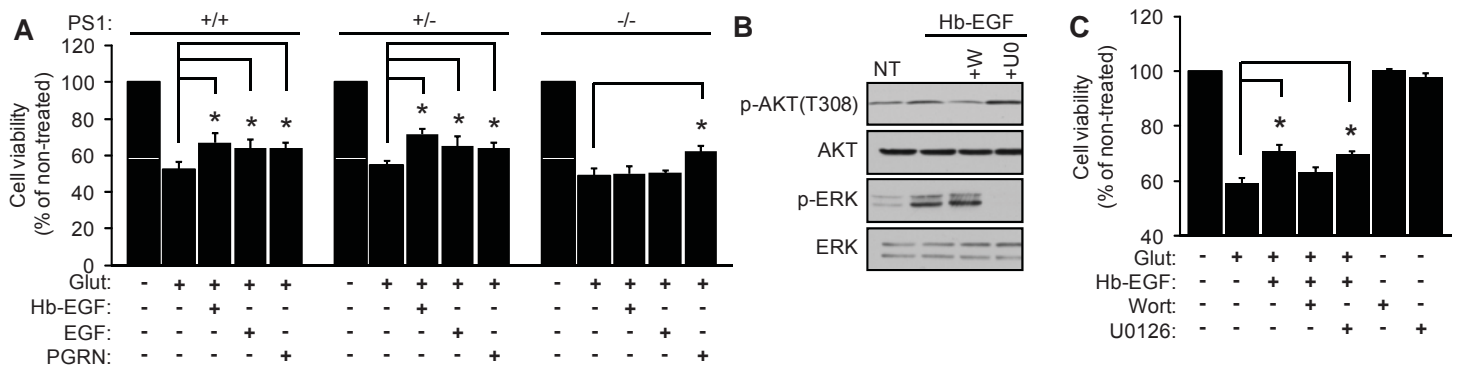 A
PS1: +/+ +/- -/-
Cell viability
(% of non-treated)
120
100
80
60
40
20
0
* * * * * * *
Glut: - + + + + - + + + + - + + + +
Hb-EGF: - - + - - - - + - - - - + - -
EGF: - - - + - - - - + - - - - + -
PGRN: - - - - + - - - - + - - - - +
B
Hb-EGF
NT +W +U0
p-AKT(T308)
AKT
p-ERK
ERK
C
Cell viability
(% of non-treated)
120
100
80
60
40
* *
Glut: - + + + + - -
Hb-EGF: - - + + + - -
Wort: - - - + - + -
U0126: - - - - + - +